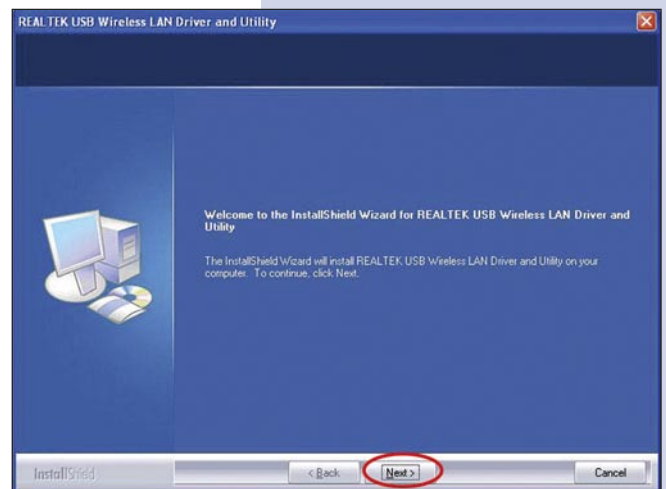 REALTEK USB Wireless LAN Driver and Utility
Welcome to the InstallShield Wizard for REALTEK USB Wireless LAN Driver and
Utility
The InstallShield Wizard will install REALTEK USB Wireless LAN Driver and Utility on your
computer. To continue, click Next.
InstallShield
< Back
Next >
Cancel